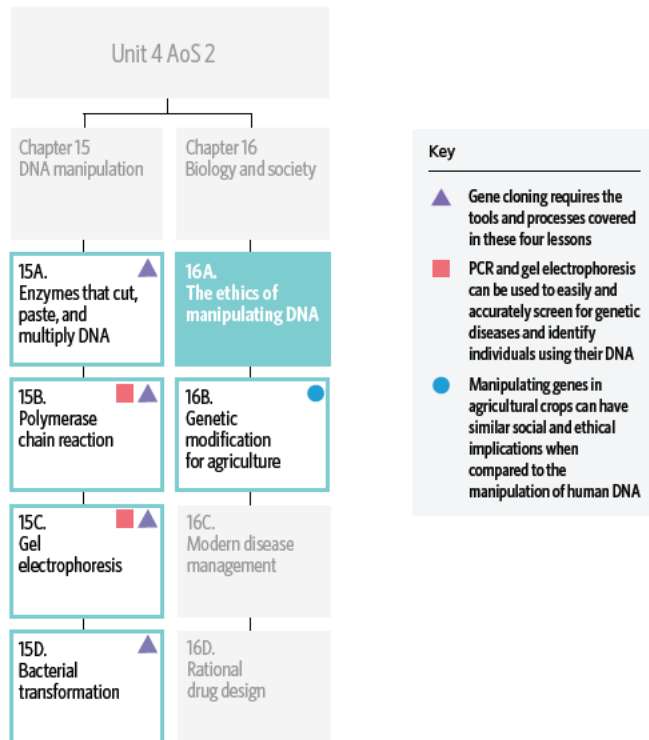 Unit 4 AoS 2
Chapter 15
DNA manipulation
Chapter 16
Biology and society
15A.
Enzymes that cut,
paste, and
multiply DNA
15B.
Polymerase
chain reaction
15C.
Gel
electrophoresis
15D.
Bacterial
transformation
16A.
The ethics of
manipulating DNA
16B.
Genetic
modification
for agriculture
16C.
Modern disease
management
16D.
Rational
drug design
Key
Gene cloning requires the
tools and processes covered
in these four lessons
PCR and gel electrophoresis
can be used to easily and
accurately screen for genetic
diseases and identify
individuals using their DNA
Manipulating genes in
agricultural crops can have
similar social and ethical
implications when
compared to the
manipulation of human DNA